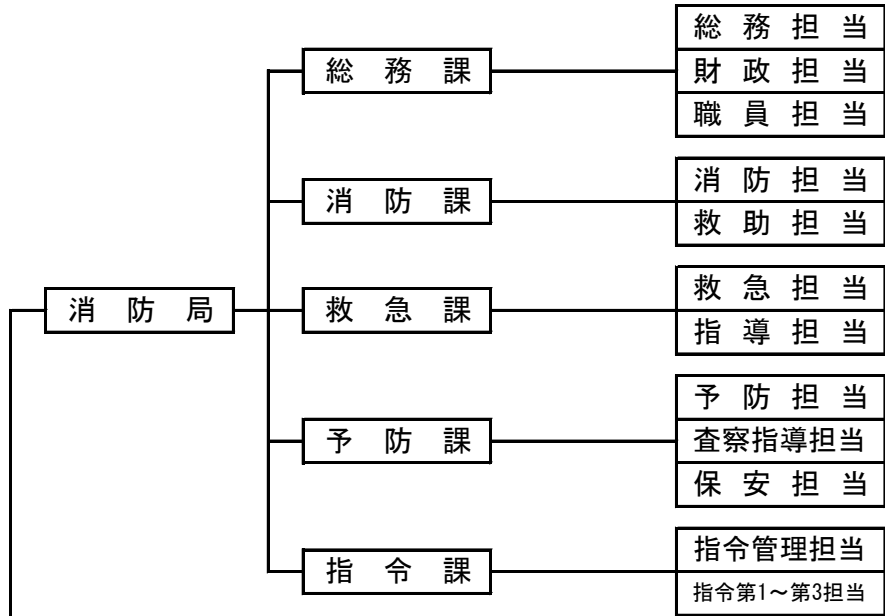 総務担当
総務課
財政担当
職員担当
消防担当
消防課
救助担当
救急担当
消防局
救急課
指導担当
予防担当
予防課
査察指導担当
保安担当
指令管理担当
指令課
指令第1~第3担当